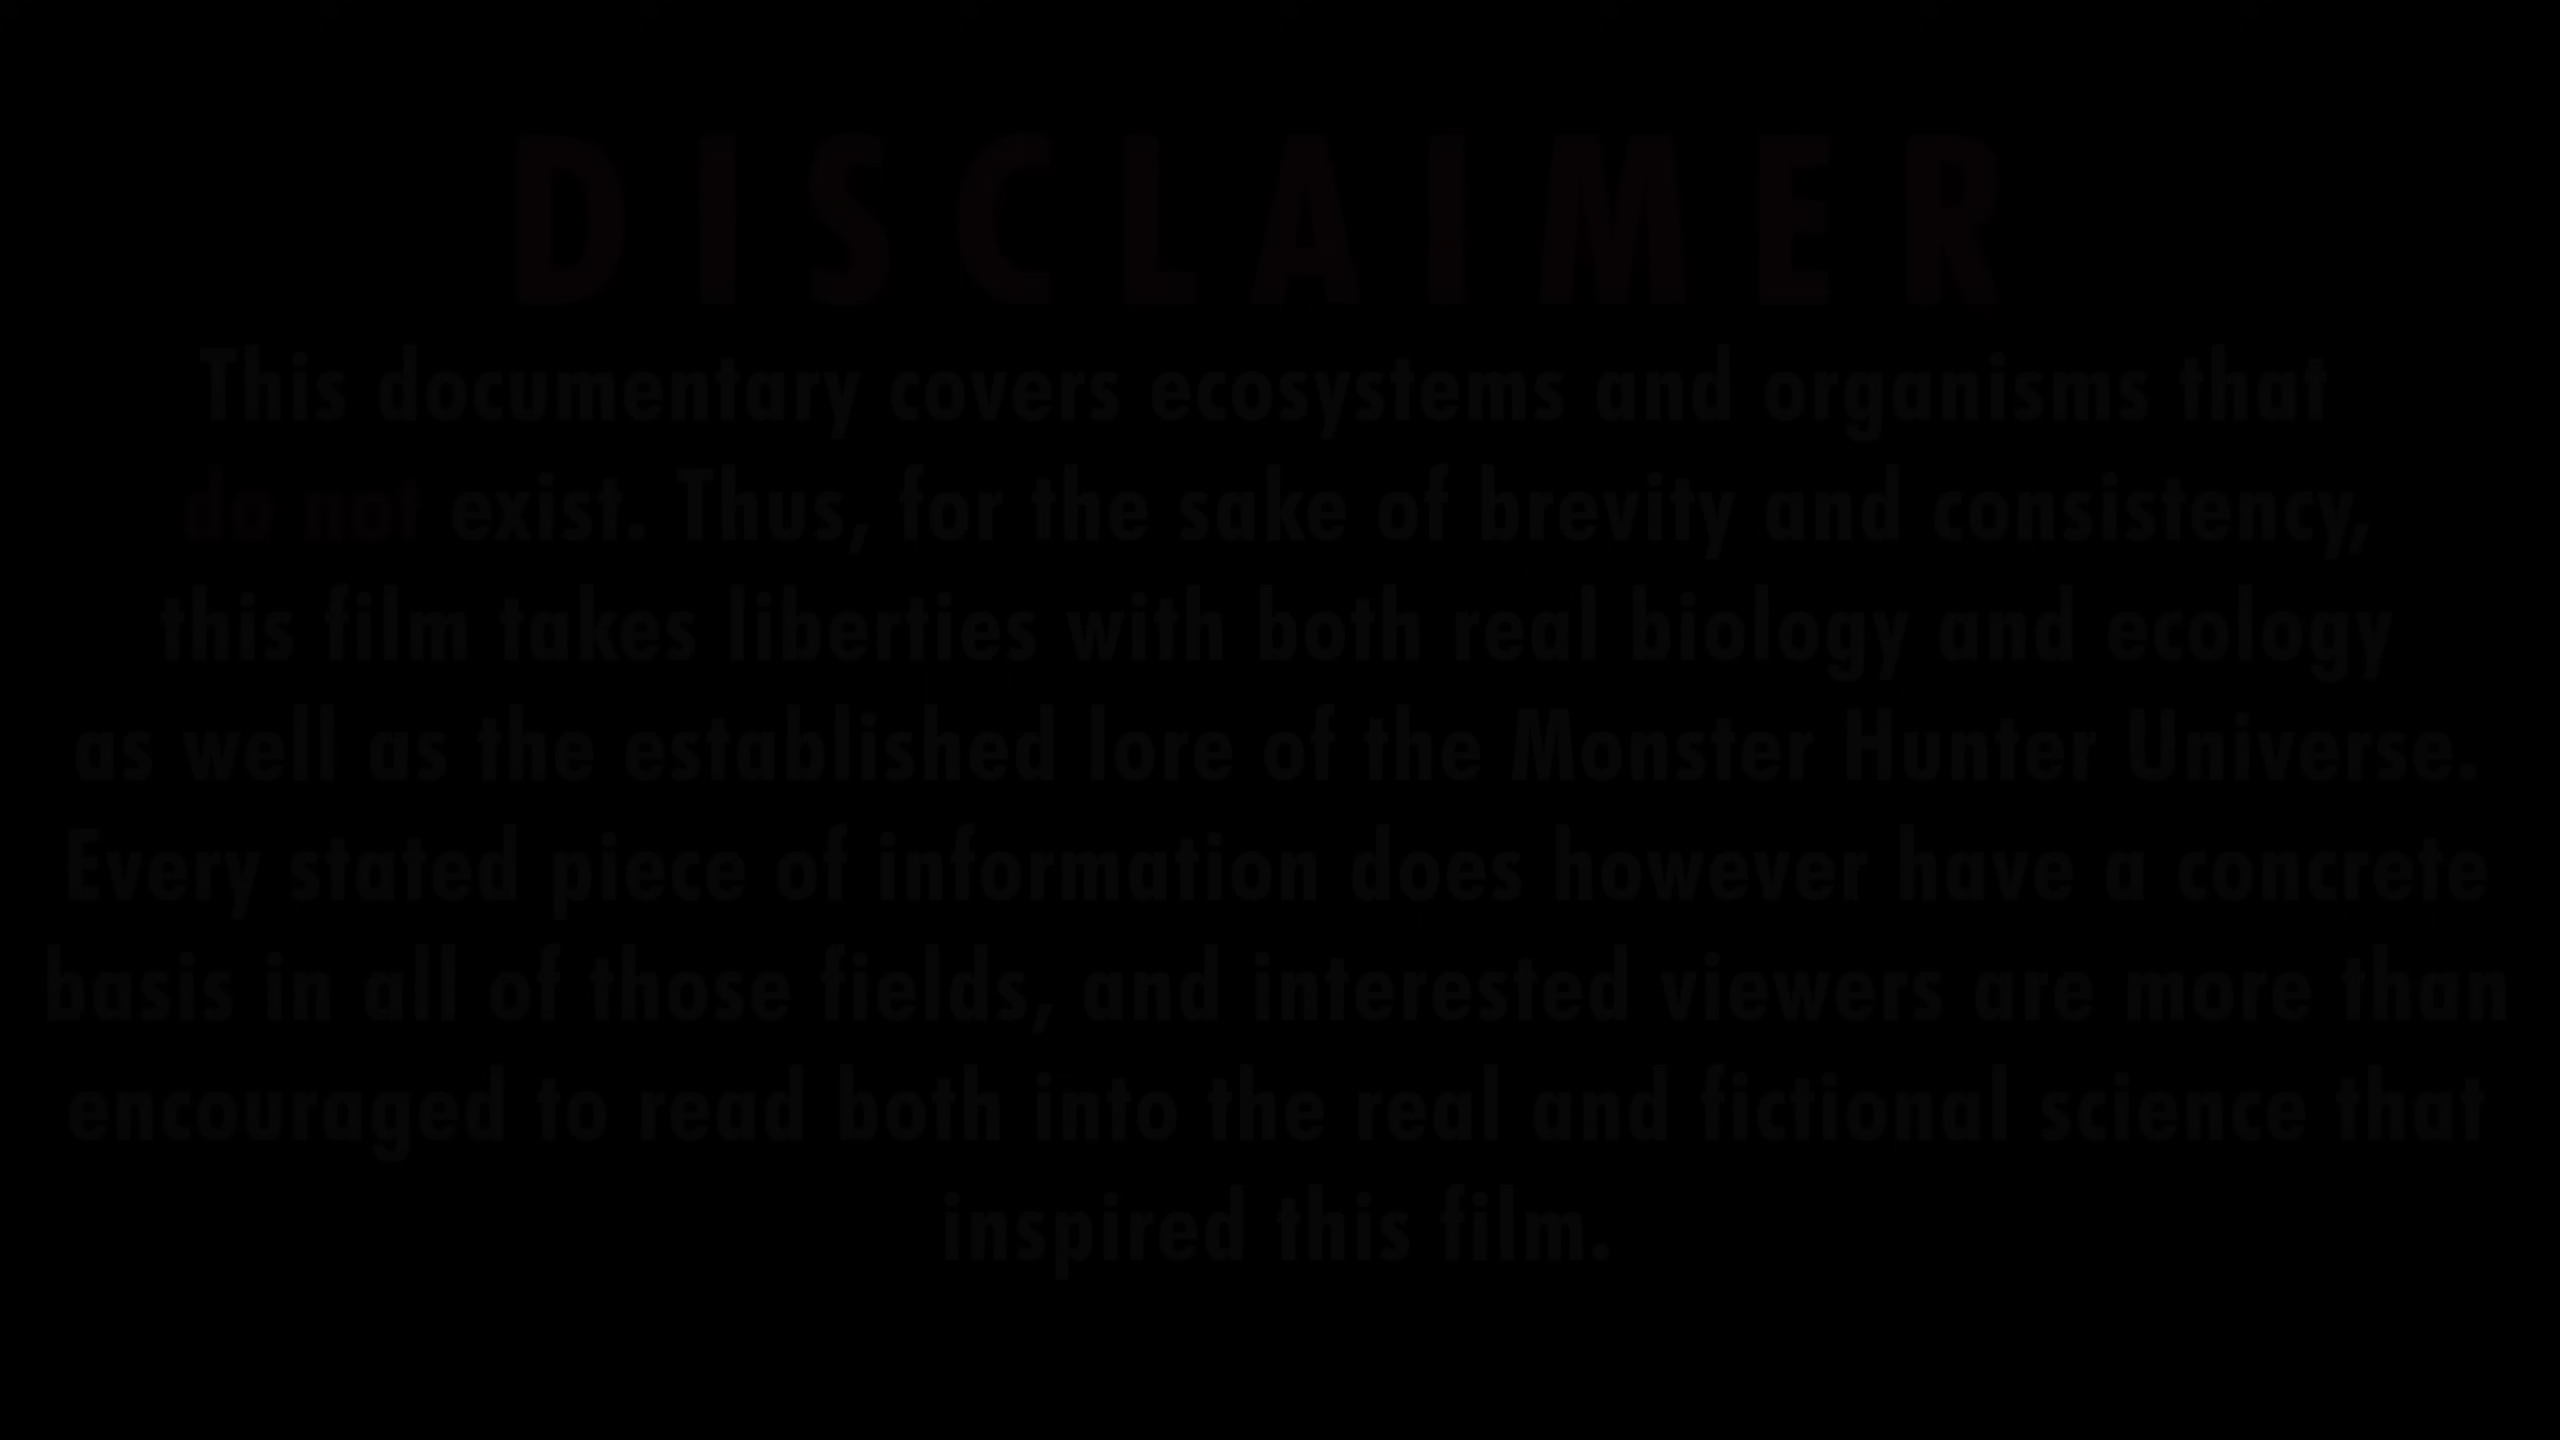 DISCLAIMER
This documentary covers ecosystems and organisms that
do not exist. Thus, for the sake of brevity and consistency,
this film takes liberties with both real biology and ecology
as well as the established lore of the Monster Hunter Universe.
Every stated piece of information does however have a concrete
basis in all of those fields, and interested viewers are more than
encouraged to read both into the real and fictional science that
inspired this film.